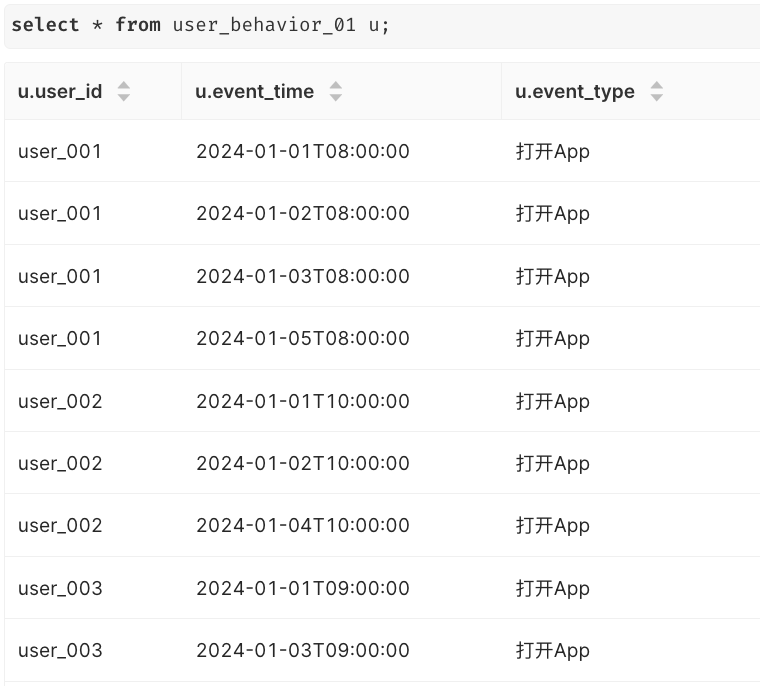 select * from user_behavior_01 u;
u.user_id u.event_time u.event_type
user_001 2024-01-01T08:00:00 打开App
user_001 2024-01-02T08:00:00 打开App
user_001 2024-01-03T08:00:00 打开App
user_001 2024-01-05T08:00:00 打开App
user_002 2024-01-01T10:00:00 打开App
user_002 2024-01-02T10:00:00 打开App
user_002 2024-01-04T10:00:00 打开App
user_003 2024-01-01T09:00:00 打开App
user_003 2024-01-03T09:00:00 打开App